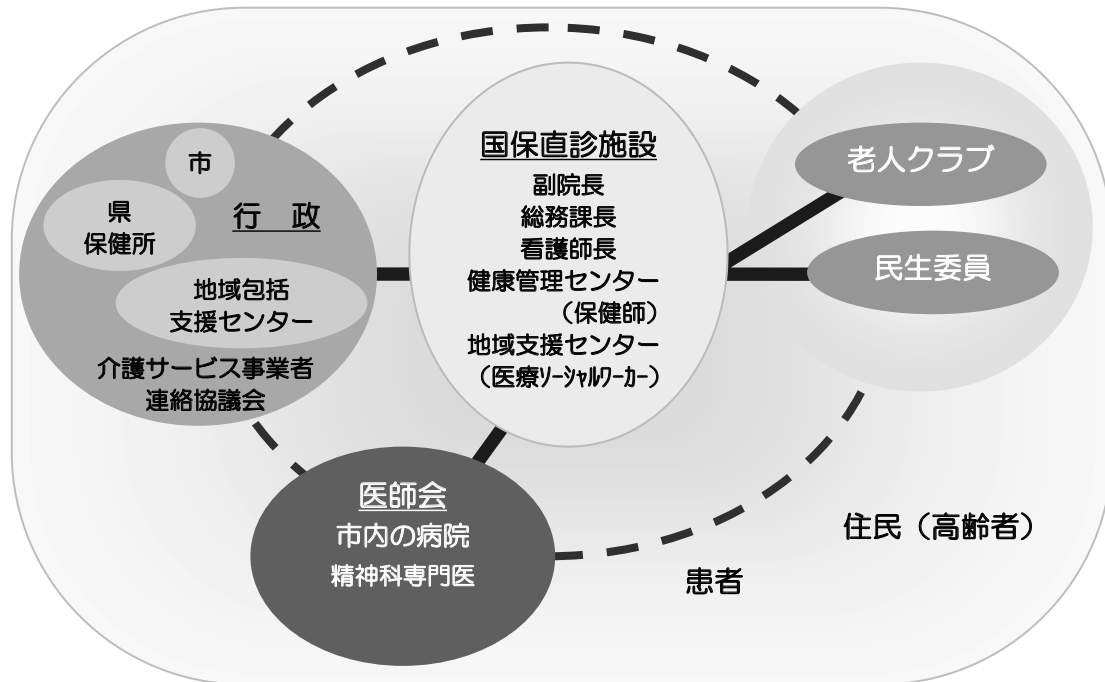 市
県
保健所
行　政
地域包括
支援センター
介護サービス事業者
連絡協議会
国保直診施設
副院長
総務課長
看護師長
健康管理センター
（保健師）
地域支援センター
（医療ｿｰｼｬﾙﾜｰｶｰ）
老人クラブ
民生委員
医師会
市内の病院
精神科専門医
住民（高齢者）
患者